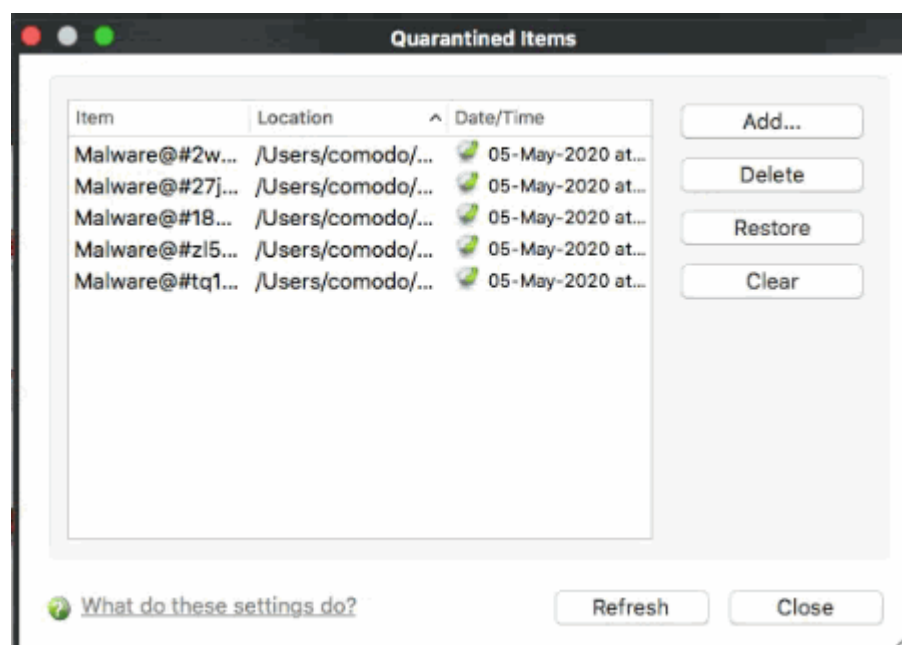 Quarantined Items
Item Location Date/Time
Malware@#2w... /Users/comodo/... 05-May-2020 at...
Malware@#27j... /Users/comodo/... 05-May-2020 at...
Malware@#18... /Users/comodo/... 05-May-2020 at...
Malware@#zl5... /Users/comodo/... 05-May-2020 at...
Malware@#tq1... /Users/comodo/... 05-May-2020 at...
Add...
Delete
Restore
Clear
What do these settings do?
Refresh
Close